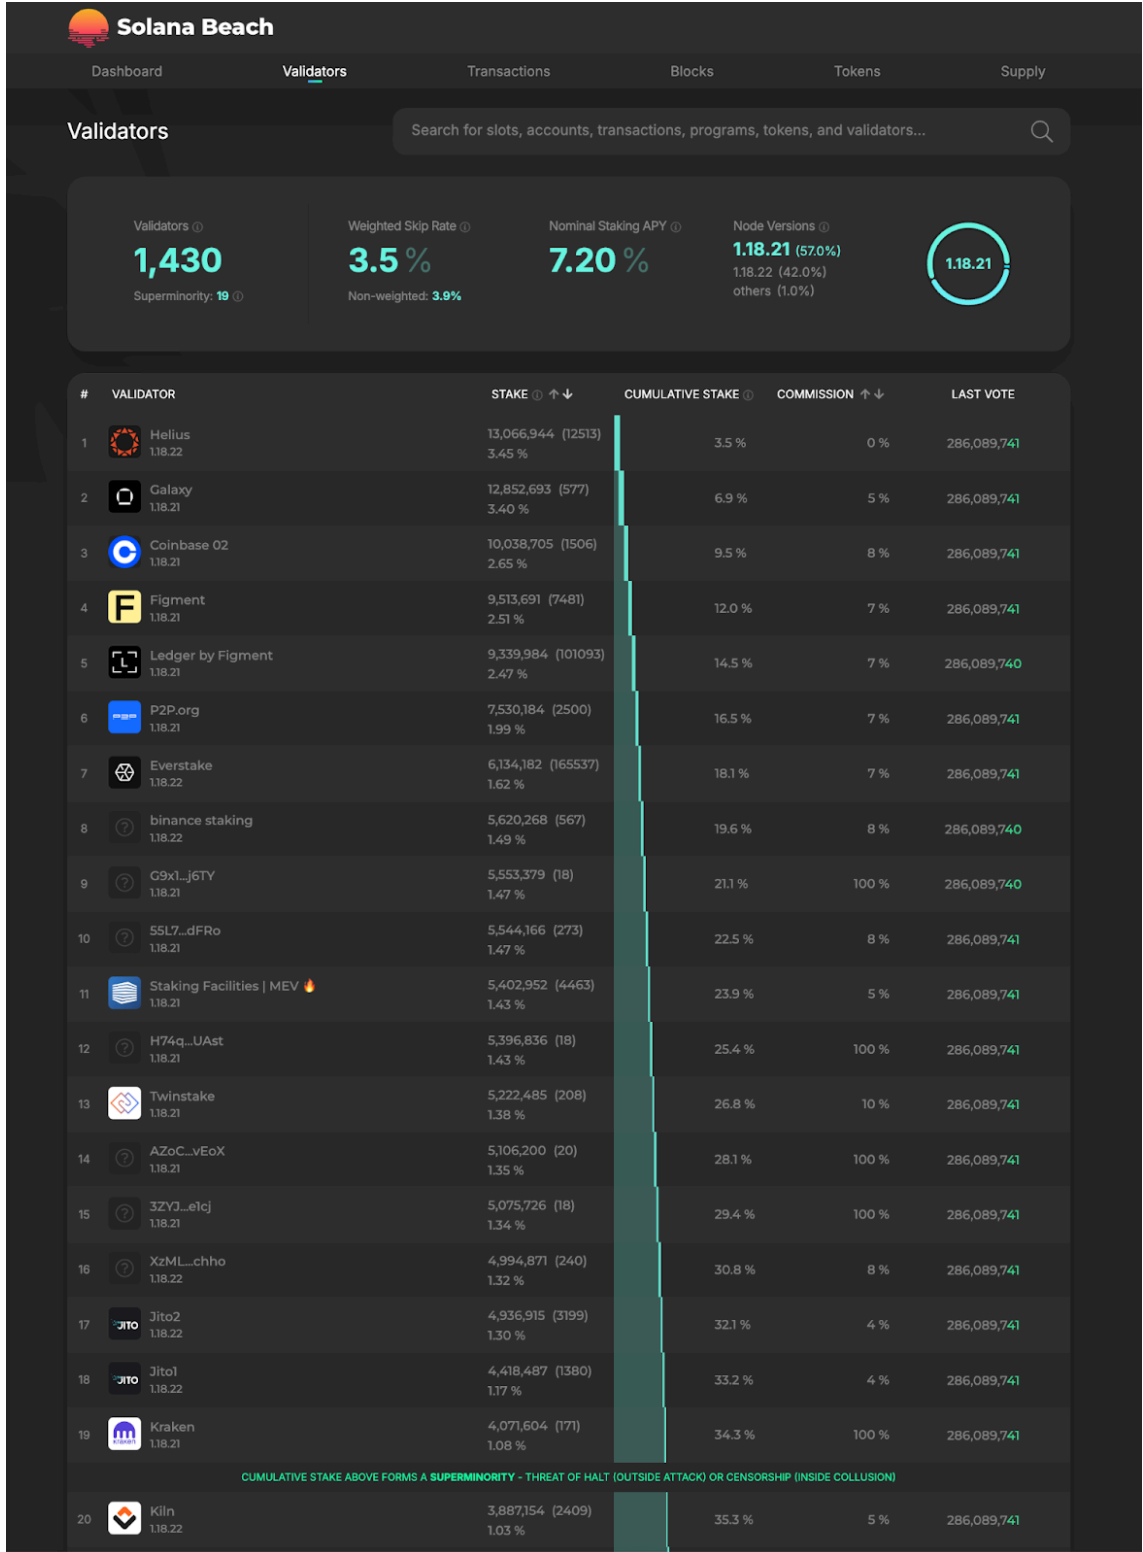 Solana Beach
Dashboard Validators Transactions Blocks Tokens Supply
Validators
Search for slots, accounts, transactions, programs, tokens, and validators...
Validators Weighted Skip Rate Nominal Staking APY Node Versions
1,430 3.5 % 7.20 % 1.18.21 (57.0%)
1.18.22 (42.0%)
others (1.0%)
1.18.21
Superminority: 19 Non-weighted: 3.9%
# VALIDATOR STAKE ↑↓ CUMULATIVE STAKE COMMISSION ↑↓ LAST VOTE
1 Helius 13,066,944 (12513) 3.5 % 0 % 286,089,741
1.18.22 3.45 %
2 Galaxy 12,852,693 (577) 6.9 % 5 % 286,089,741
1.18.21 3.40 %
3 Coinbase 02 10,038,705 (1506) 9.5 % 8 % 286,089,741
1.18.21 2.65 %
4 F Figment 9,513,691 (7481) 12.0 % 7 % 286,089,741
1.18.21 2.51 %
5 L Ledger by Figment 9,339,984 (101093) 14.5 % 7 % 286,089,740
1.18.21 2.47 %
6 P2P P2P.org 7,530,184 (2500) 16.5 % 7 % 286,089,741
1.18.21 1.99 %
7 Everstake 6,134,182 (165537) 18.1 % 7 % 286,089,741
1.18.22 1.62 %
8 binance staking 5,620,268 (567) 19.6 % 8 % 286,089,740
1.18.22 1.49 %
9 G9x1...j6TY 5,553,379 (18) 21.1 % 100 % 286,089,740
1.18.21 1.47 %
10 55L7...dFRo 5,544,166 (273) 22.5 % 8 % 286,089,741
1.18.21 1.47 %
11 Staking Facilities | MEV 🔥 5,402,952 (4463) 23.9 % 5 % 286,089,741
1.18.21 1.43 %
12 H74q...UAst 5,396,836 (18) 25.4 % 100 % 286,089,741
1.18.21 1.43 %
13 Twinstake 5,222,485 (208) 26.8 % 10 % 286,089,741
1.18.21 1.38 %
14 AZoC...vEoX 5,106,200 (20) 28.1 % 100 % 286,089,741
1.18.21 1.35 %
15 3ZYJ...e1cj 5,075,726 (18) 29.4 % 100 % 286,089,741
1.18.21 1.34 %
16 XzML...chho 4,994,871 (240) 30.8 % 8 % 286,089,741
1.18.22 1.32 %
17 JITO Jito2 4,936,915 (3199) 32.1 % 4 % 286,089,741
1.18.22 1.30 %
18 JITO Jito1 4,418,487 (1380) 33.2 % 4 % 286,089,741
1.18.22 1.17 %
19 KRAKEN Kraken 4,071,604 (171) 34.3 % 100 % 286,089,741
1.18.21 1.08 %
CUMULATIVE STAKE ABOVE FORMS A SUPERMINORITY - THREAT OF HALT (OUTSIDE ATTACK) OR CENSORSHIP (INSIDE COLLUSION)
20 Kiln 3,887,154 (2409) 35.3 % 5 % 286,089,741
1.18.22 1.03 %